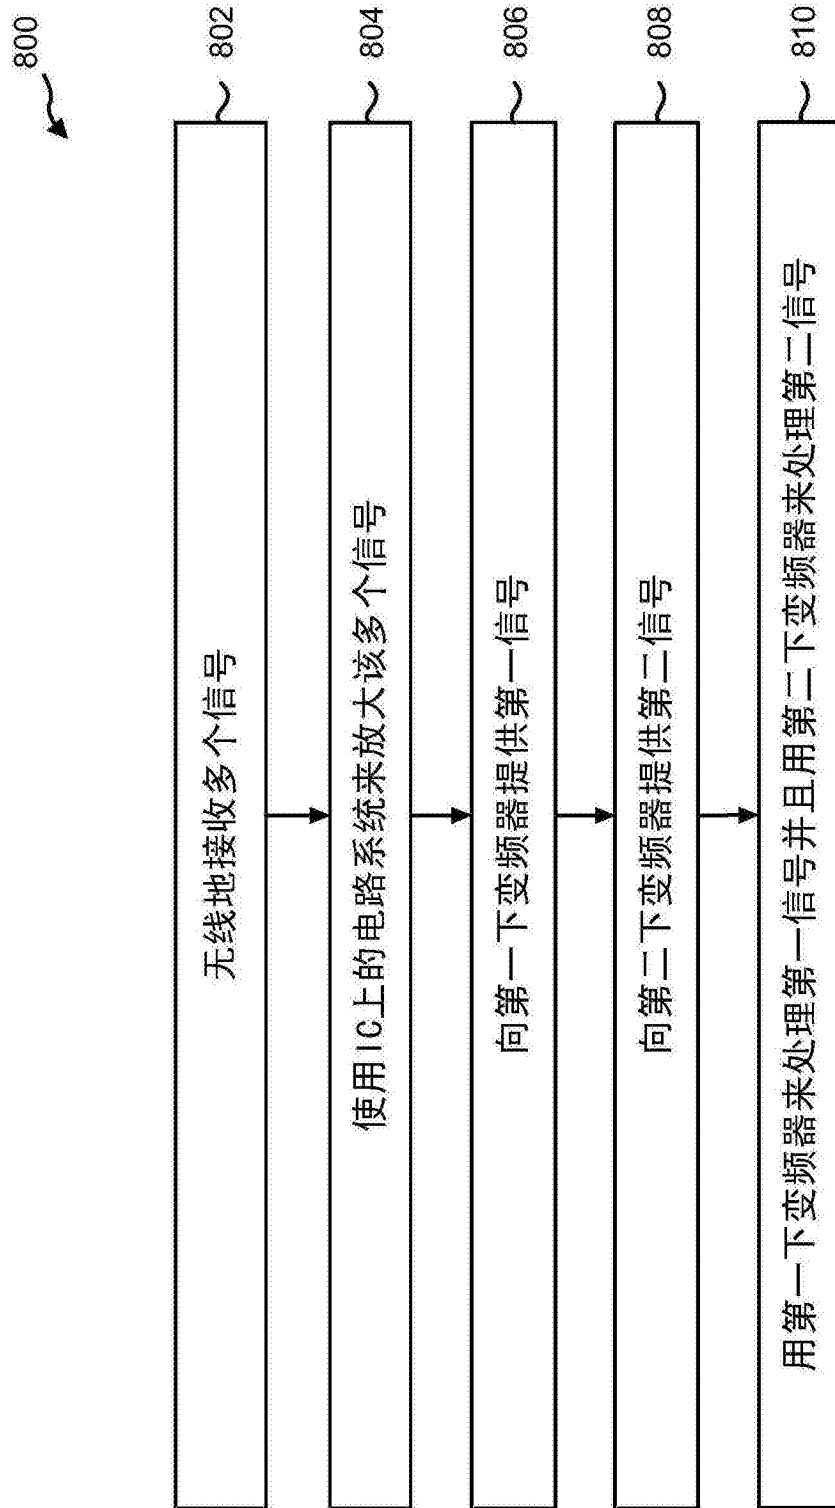 800
无线地接收多个信号
802
使用IC上的电路系统来放大该多个信号
804
向第一下变频器提供第一信号
806
向第二下变频器提供第二信号
808
用第一下变频器来处理第一信号并且用第二下变频器来处理第二信号
810